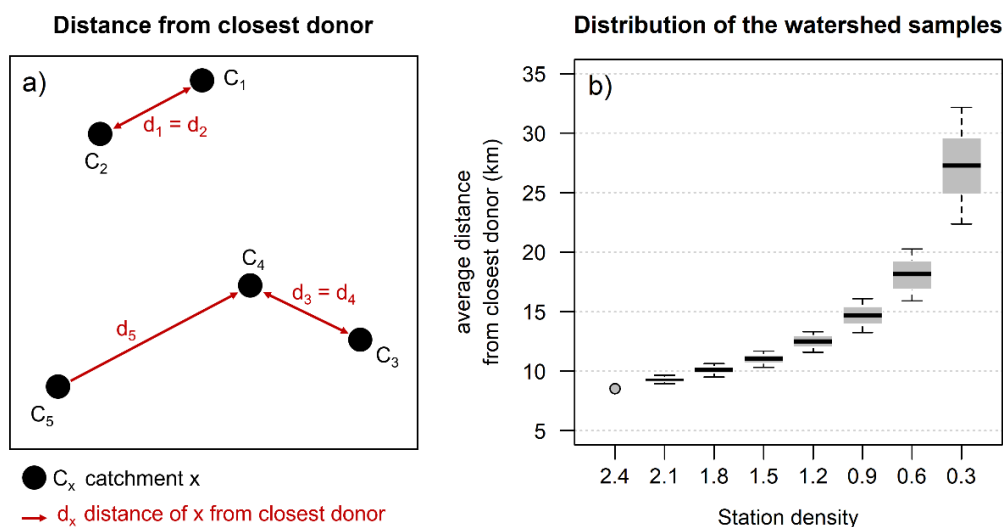 Distance from closest donor
a)
C1
d1 = d2
C2
C4
d3 = d4
d5
C3
C5
Cx catchment x
dx distance of x from closest donor
Distribution of the watershed samples
b)
average distance
from closest donor (km)
35
30
25
20
15
10
5
2.4 2.1 1.8 1.5 1.2 0.9 0.6 0.3
Station density